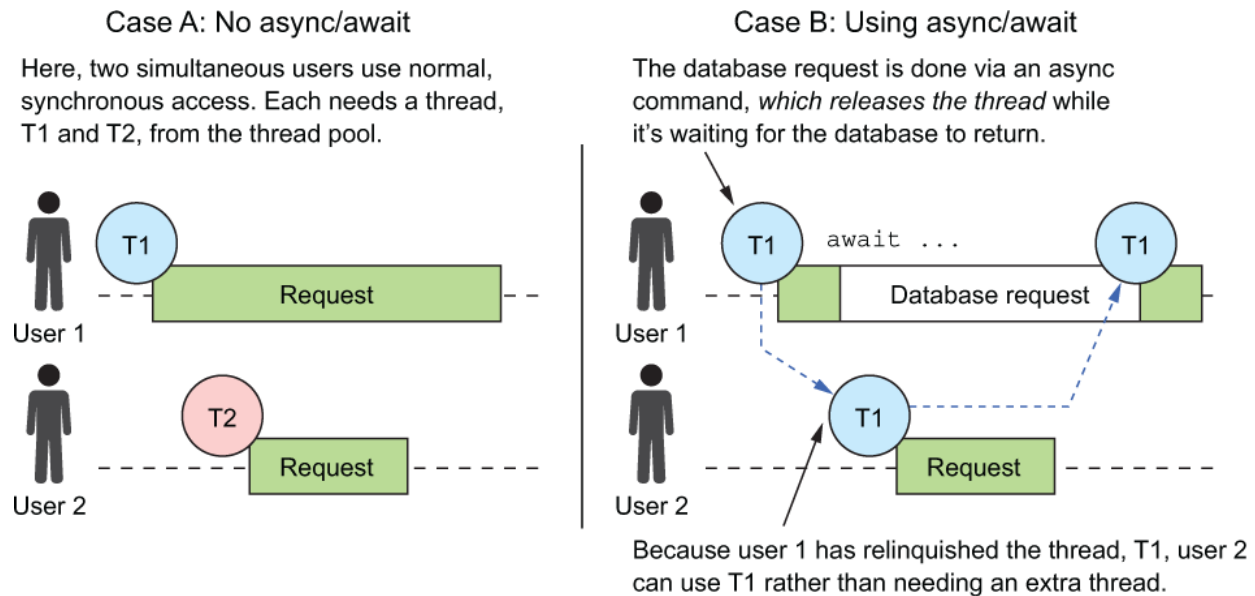 Case A: No async/await
Here, two simultaneous users use normal,
synchronous access. Each needs a thread,
T1 and T2, from the thread pool.
T1
Request
User 1
T2
Request
User 2
Case B: Using async/await
The database request is done via an async
command, which releases the thread while
it's waiting for the database to return.
T1
await ...
T1
Database request
User 1
T1
Request
User 2
Because user 1 has relinquished the thread, T1, user 2
can use T1 rather than needing an extra thread.